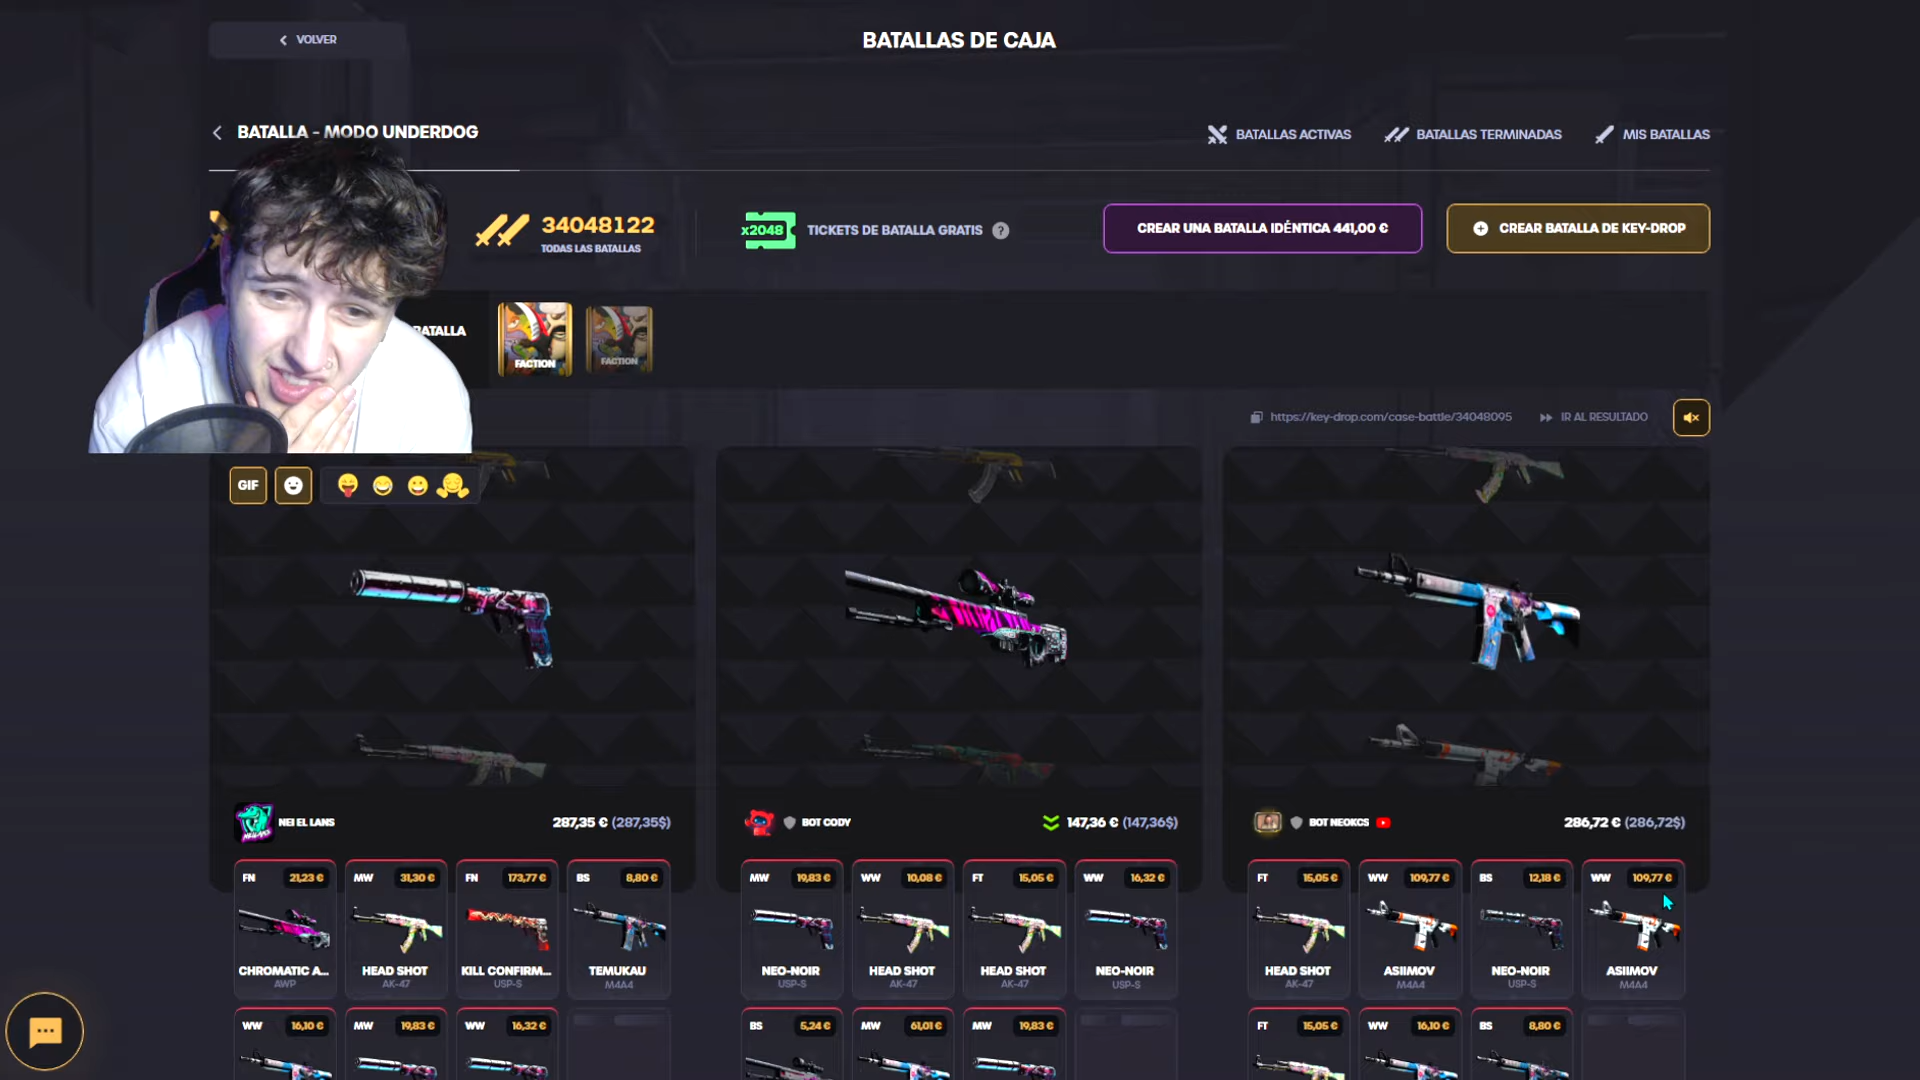 VOLVER
BATALLAS DE CAJA
BATALLA - MODO UNDERDOG
BATALLAS ACTIVAS
BATALLAS TERMINADAS
MIS BATALLAS
34048122
TODAS LAS BATALLAS
x2048
TICKETS DE BATALLA GRATIS ?
CREAR UNA BATALLA IDÉNTICA 441,00 €
CREAR BATALLA DE KEY-DROP
BATALLA
FACTION
FACTION
https://key-drop.com/case-battle/34048095
IR AL RESULTADO
GIF
NEI EL LANS
287,35 € (287,35$)
BOT CODY
147,36 € (147,36$)
BOT NEOKCS
286,72 € (286,72$)
FN 21,23 €
MW 31,30 €
FN 173,77 €
BS 8,80 €
MW 19,83 €
WW 10,08 €
FT 15,05 €
WW 16,32 €
FT 15,05 €
WW 109,77 €
BS 12,18 €
WW 109,77 €
CHROMATIC A...
HEAD SHOT
KILL CONFIRM...
TEMUKAU
NEO-NOIR
HEAD SHOT
HEAD SHOT
NEO-NOIR
HEAD SHOT
ASIIMOV
NEO-NOIR
ASIIMOV
AWP
AK-47
USP-S
M4A4
USP-S
AK-47
AK-47
USP-S
AK-47
M4A4
USP-S
M4A4
WW 16,10 €
MW 19,83 €
WW 16,32 €
BS 5,24 €
MW 61,01 €
MW 19,83 €
FT 15,05 €
WW 16,10 €
BS 8,80 €